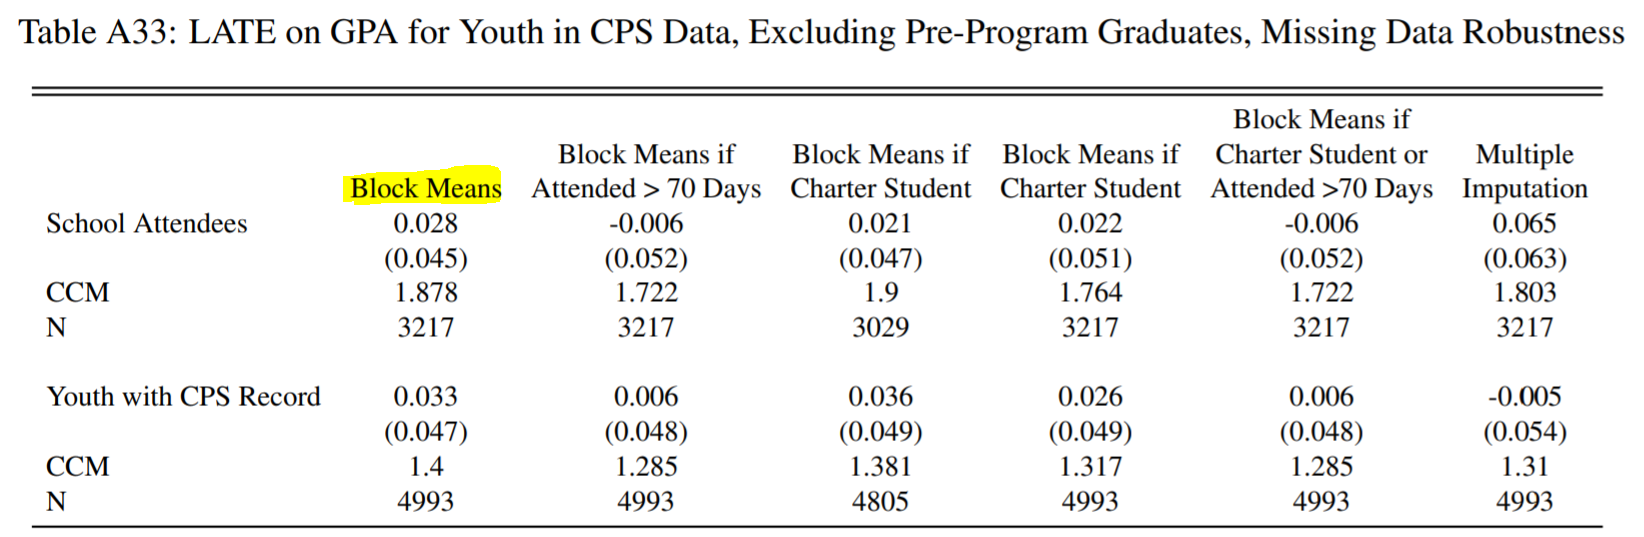 Table A33: LATE on GPA for Youth in CPS Data, Excluding Pre-Program Graduates, Missing Data Robustness
Block Means if
Block Means if Block Means if Block Means if Charter Student or Multiple
Block Means Attended > 70 Days Charter Student Charter Student Attended >70 Days Imputation
School Attendees 0.028 -0.006 0.021 0.022 -0.006 0.065
(0.045) (0.052) (0.047) (0.051) (0.052) (0.063)
CCM 1.878 1.722 1.9 1.764 1.722 1.803
N 3217 3217 3029 3217 3217 3217
Youth with CPS Record 0.033 0.006 0.036 0.026 0.006 -0.005
(0.047) (0.048) (0.049) (0.049) (0.048) (0.054)
CCM 1.4 1.285 1.381 1.317 1.285 1.31
N 4993 4993 4805 4993 4993 4993